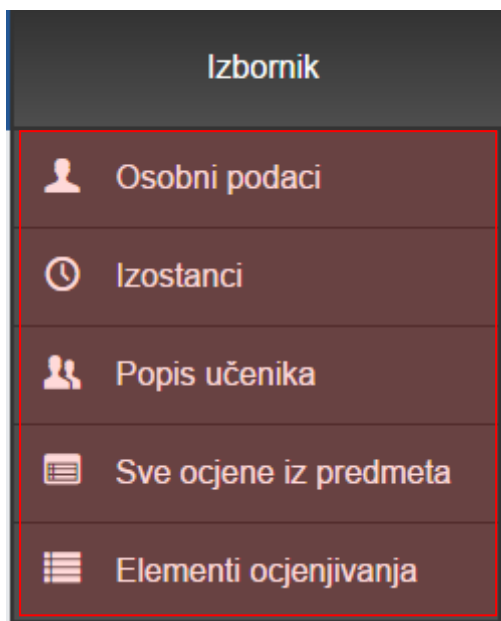 Izbornik
Osobni podaci
Izostanci
Popis učenika
Sve ocjene iz predmeta
Elementi ocjenjivanja